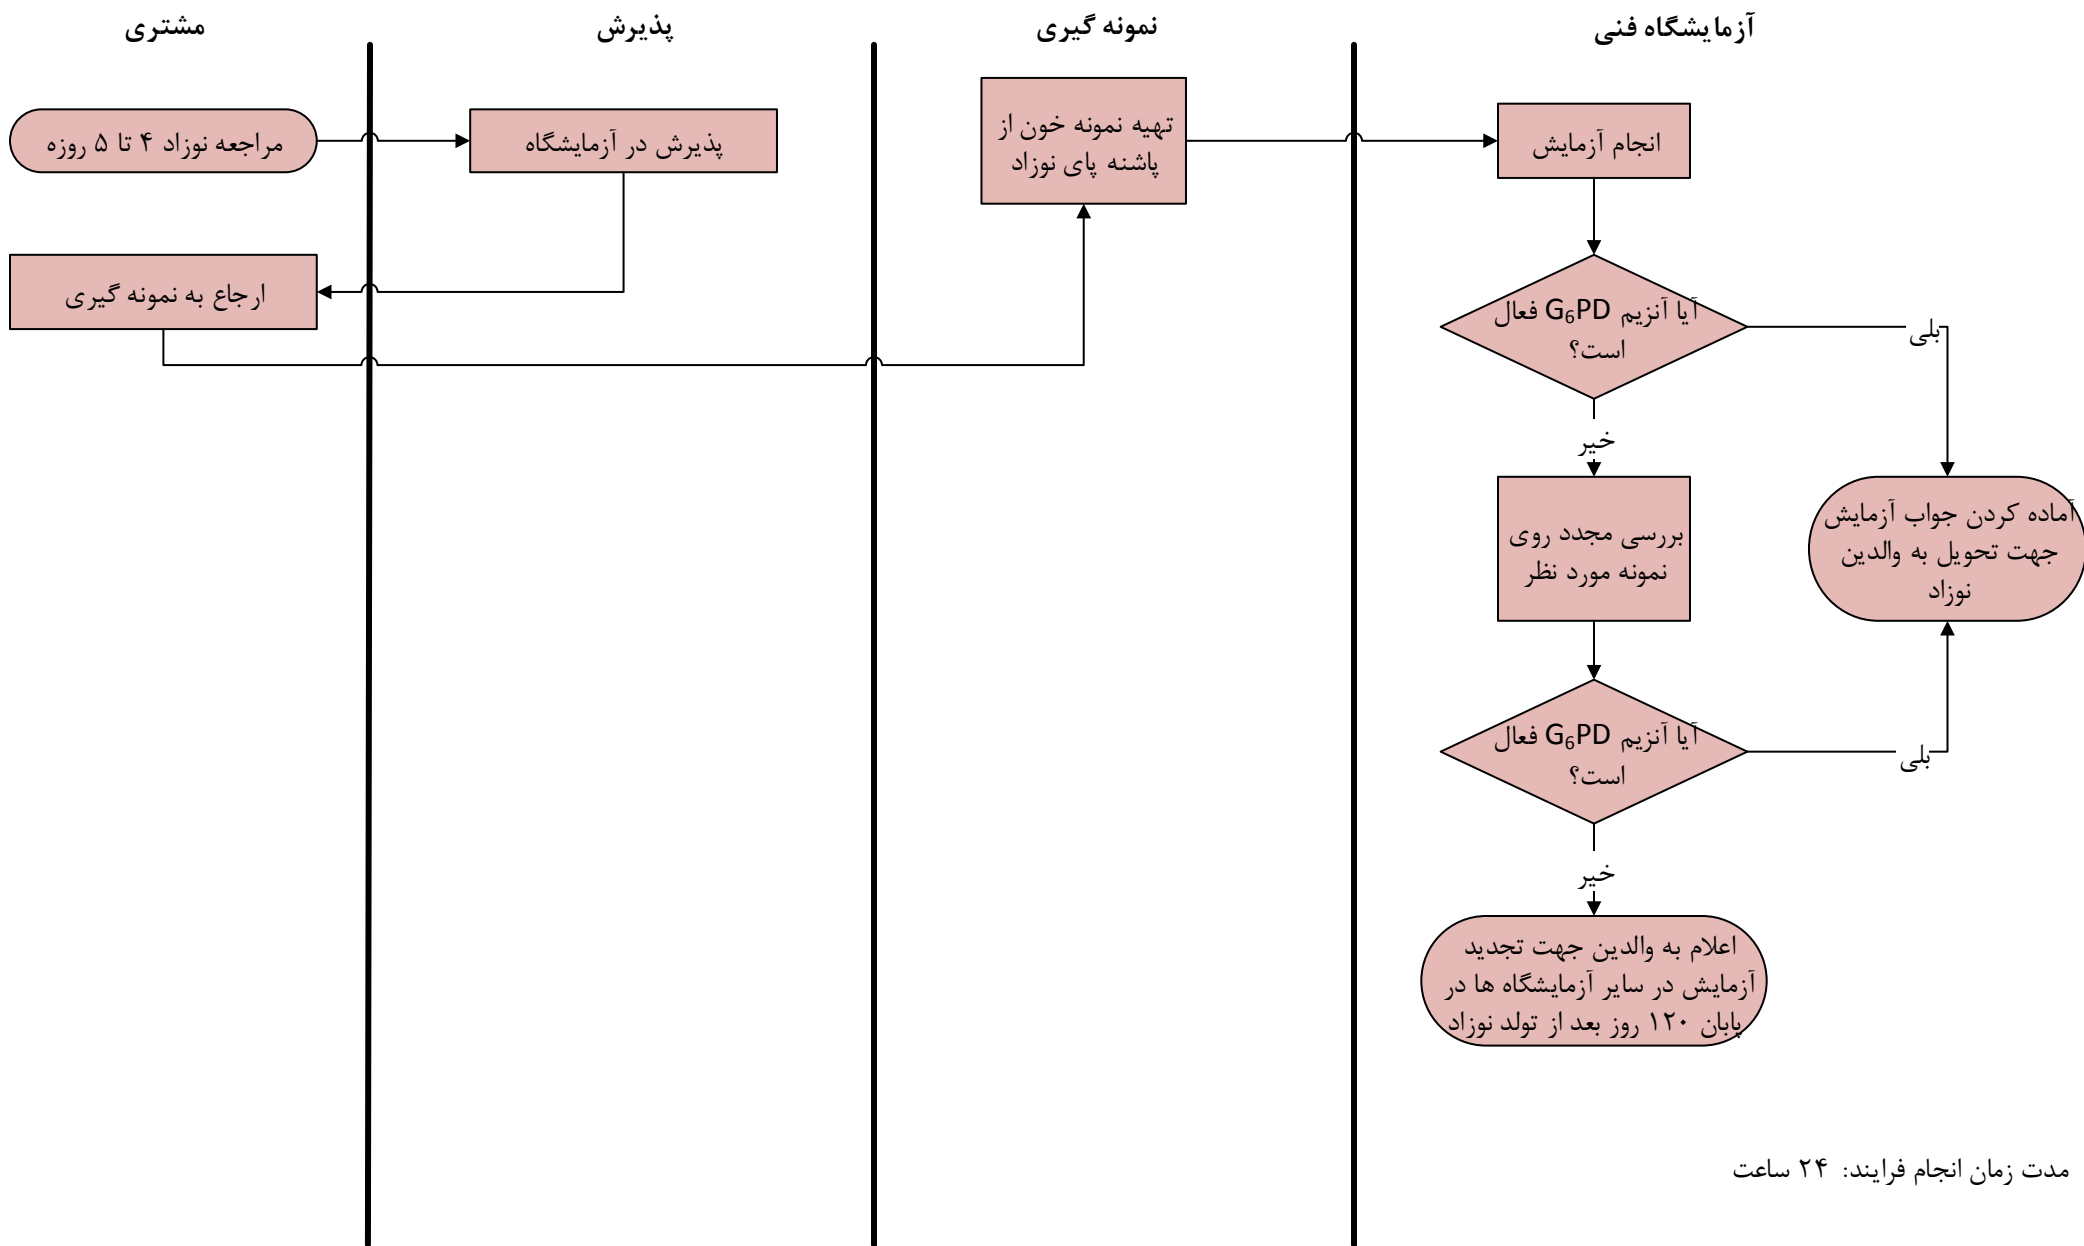 مشتری
پذیرش
نمونه گیری
آزمایشگاه فنی
مراجعه نوزاد ۴ تا ۵ روزه
پذیرش در آزمایشگاه
ارجاع به نمونه گیری
تهیه نمونه خون از
پاشنه پای نوزاد
انجام آزمایش
آیا آنزیم G₆PD فعال
است؟
بلی
خیر
بررسی مجدد روی
نمونه مورد نظر
آماده کردن جواب آزمایش
جهت تحویل به والدین
نوزاد
آیا آنزیم G₆PD فعال
است؟
بلی
خیر
اعلام به والدین جهت تجدید
آزمایش در سایر آزمایشگاه ها در
پابان ۱۲۰ روز بعد از تولد نوزاد
مدت زمان انجام فرایند: ۲۴ ساعت